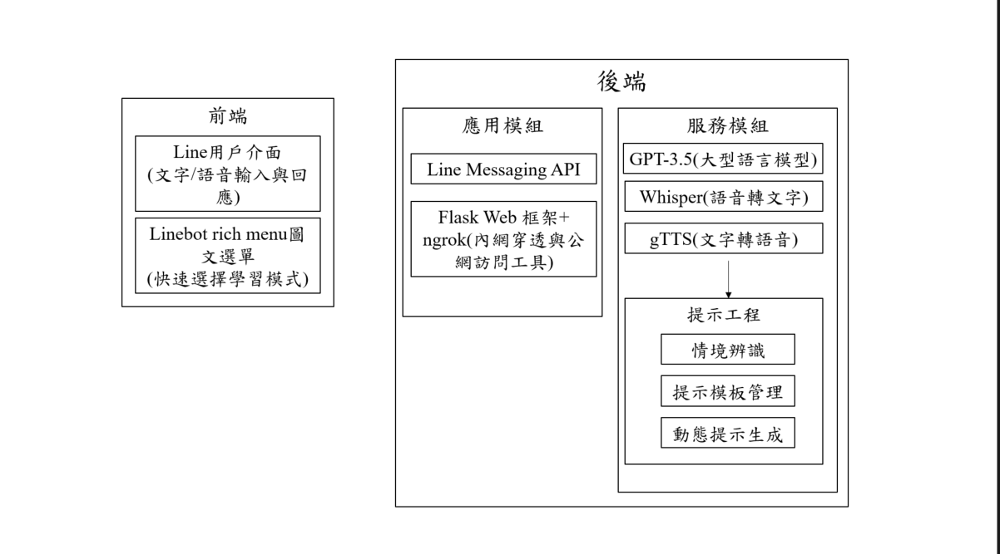 前端
Line用戶介面
(文字/語音輸入與回
應)
Linebot rich menu圖
文選單
(快速選擇學習模式)
後端
應用模組
Line Messaging API
Flask Web 框架+
ngrok(內網穿透與公
網訪問工具)
服務模組
GPT-3.5(大型語言模型)
Whisper(語音轉文字)
gTTS(文字轉語音)
提示工程
情境辨識
提示模板管理
動態提示生成